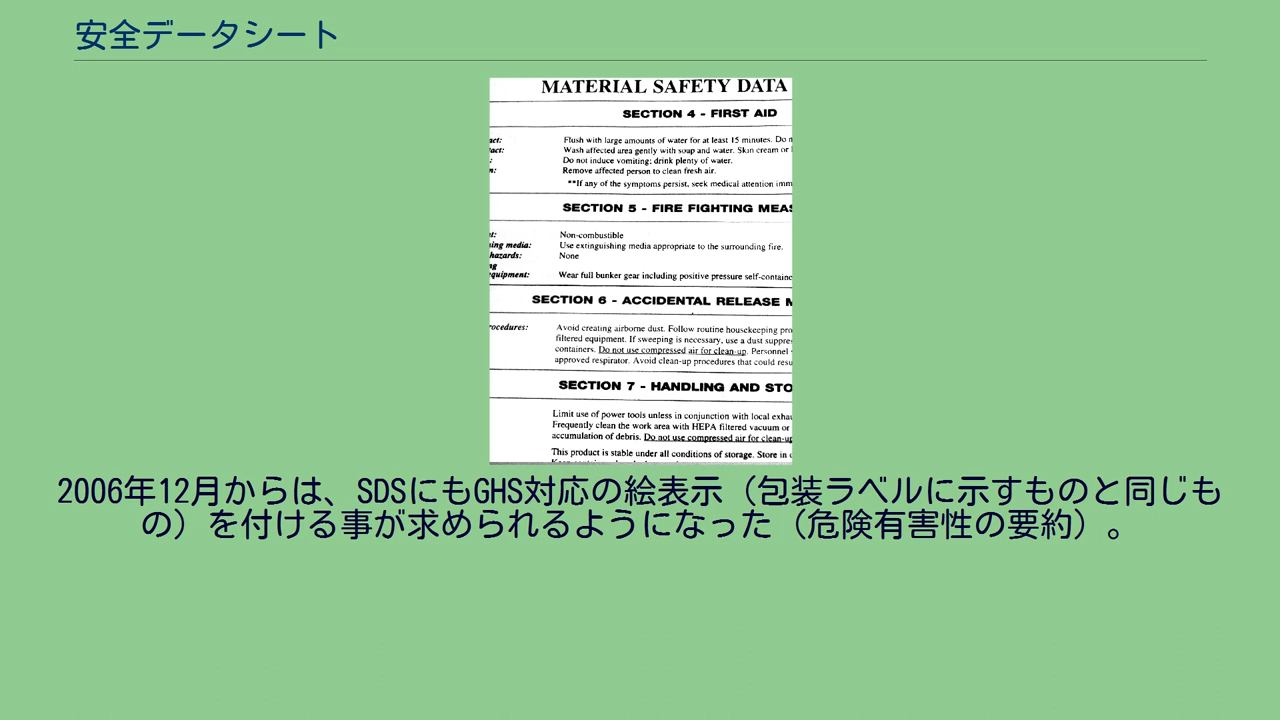 安全データシート
MATERIAL SAFETY DATA
SECTION 4 - FIRST AID
Flush with large amounts of water for at least 15 minutes. Do
Wash affected area gently with soap and water. Skin cream or
Do not induce vomiting; drink plenty of water.
Remove affected person to clean fresh air.
**If any of the symptoms persist, seek medical attention
SECTION 5 - FIRE FIGHTING
Non-combustible
media: Use extinguishing media appropriate to the surrounding fire.
hazards: None
equipment: Wear full bunker gear including positive pressure
SECTION 6 - ACCIDENTAL RELEASE
Avoid creating airborne dust. Follow routine housekeeping
filtered equipment. If sweeping is necessary, use a dust
containers. Do not use compressed air for clean-up. Personnel
approved respirator. Avoid clean-up procedures that could
SECTION 7 - HANDLING AND
Limit use of power tools unless in conjunction with local
Frequently clean the work area with HEPA filtered vacuum or
accumulation of debris. Do not use compressed air for
This product is stable under all conditions of storage. Store in
2006年12月からは、SDSにもGHS対応の絵表示（包装ラベルに示すものと同じも
の）を付ける事が求められるようになった（危険有害性の要約）。